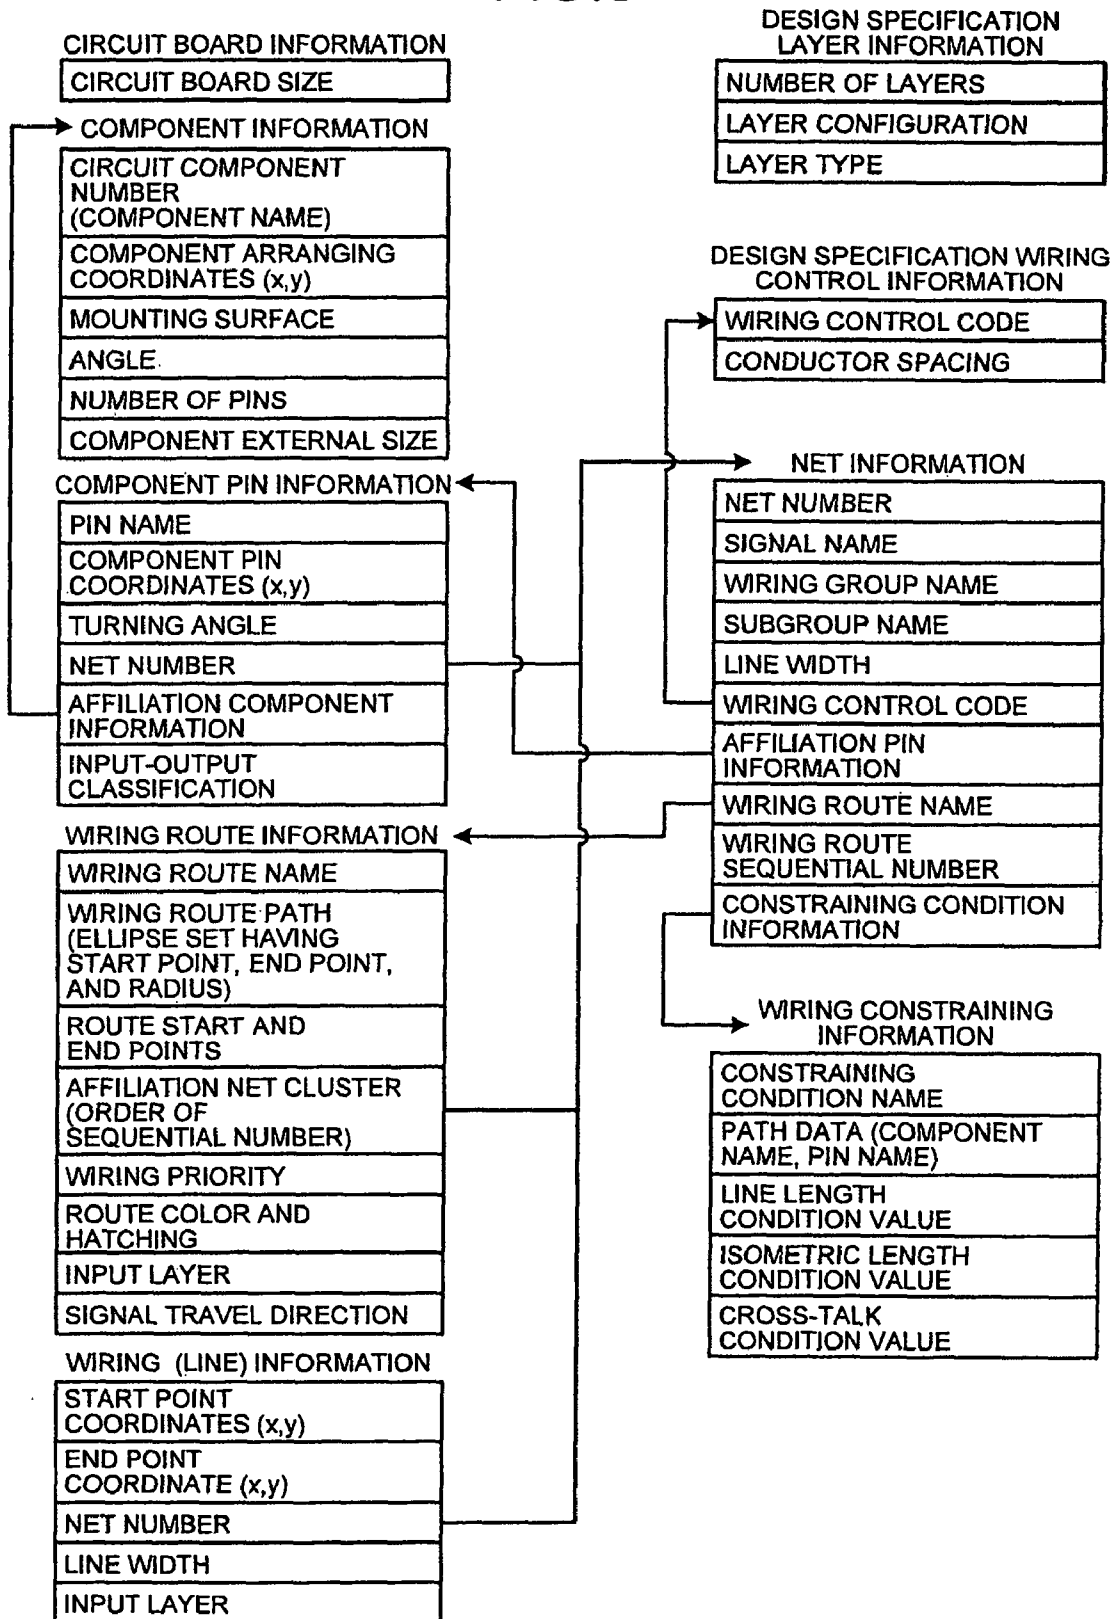 CIRCUIT BOARD INFORMATION
CIRCUIT BOARD SIZE
COMPONENT INFORMATION
CIRCUIT COMPONENT
NUMBER
(COMPONENT NAME)
COMPONENT ARRANGING
COORDINATES (x,y)
MOUNTING SURFACE
ANGLE
NUMBER OF PINS
COMPONENT EXTERNAL SIZE
COMPONENT PIN INFORMATION
PIN NAME
COMPONENT PIN
COORDINATES (x,y)
TURNING ANGLE
NET NUMBER
AFFILIATION COMPONENT
INFORMATION
INPUT-OUTPUT
CLASSIFICATION
WIRING ROUTE INFORMATION
WIRING ROUTE NAME
WIRING ROUTE PATH
(ELLIPSE SET HAVING
START POINT, END POINT,
AND RADIUS)
ROUTE START AND
END POINTS
AFFILIATION NET CLUSTER
(ORDER OF
SEQUENTIAL NUMBER)
WIRING PRIORITY
ROUTE COLOR AND
HATCHING
INPUT LAYER
SIGNAL TRAVEL DIRECTION
WIRING (LINE) INFORMATION
START POINT
COORDINATES (x,y)
END POINT
COORDINATE (x,y)
NET NUMBER
LINE WIDTH
INPUT LAYER
DESIGN SPECIFICATION
LAYER INFORMATION
NUMBER OF LAYERS
LAYER CONFIGURATION
LAYER TYPE
DESIGN SPECIFICATION WIRING
CONTROL INFORMATION
WIRING CONTROL CODE
CONDUCTOR SPACING
NET INFORMATION
NET NUMBER
SIGNAL NAME
WIRING GROUP NAME
SUBGROUP NAME
LINE WIDTH
WIRING CONTROL CODE
AFFILIATION PIN
INFORMATION
WIRING ROUTE NAME
WIRING ROUTE
SEQUENTIAL NUMBER
CONSTRAINING CONDITION
INFORMATION
WIRING CONSTRAINING
INFORMATION
CONSTRAINING
CONDITION NAME
PATH DATA (COMPONENT
NAME, PIN NAME)
LINE LENGTH
CONDITION VALUE
ISOMETRIC LENGTH
CONDITION VALUE
CROSS-TALK
CONDITION VALUE